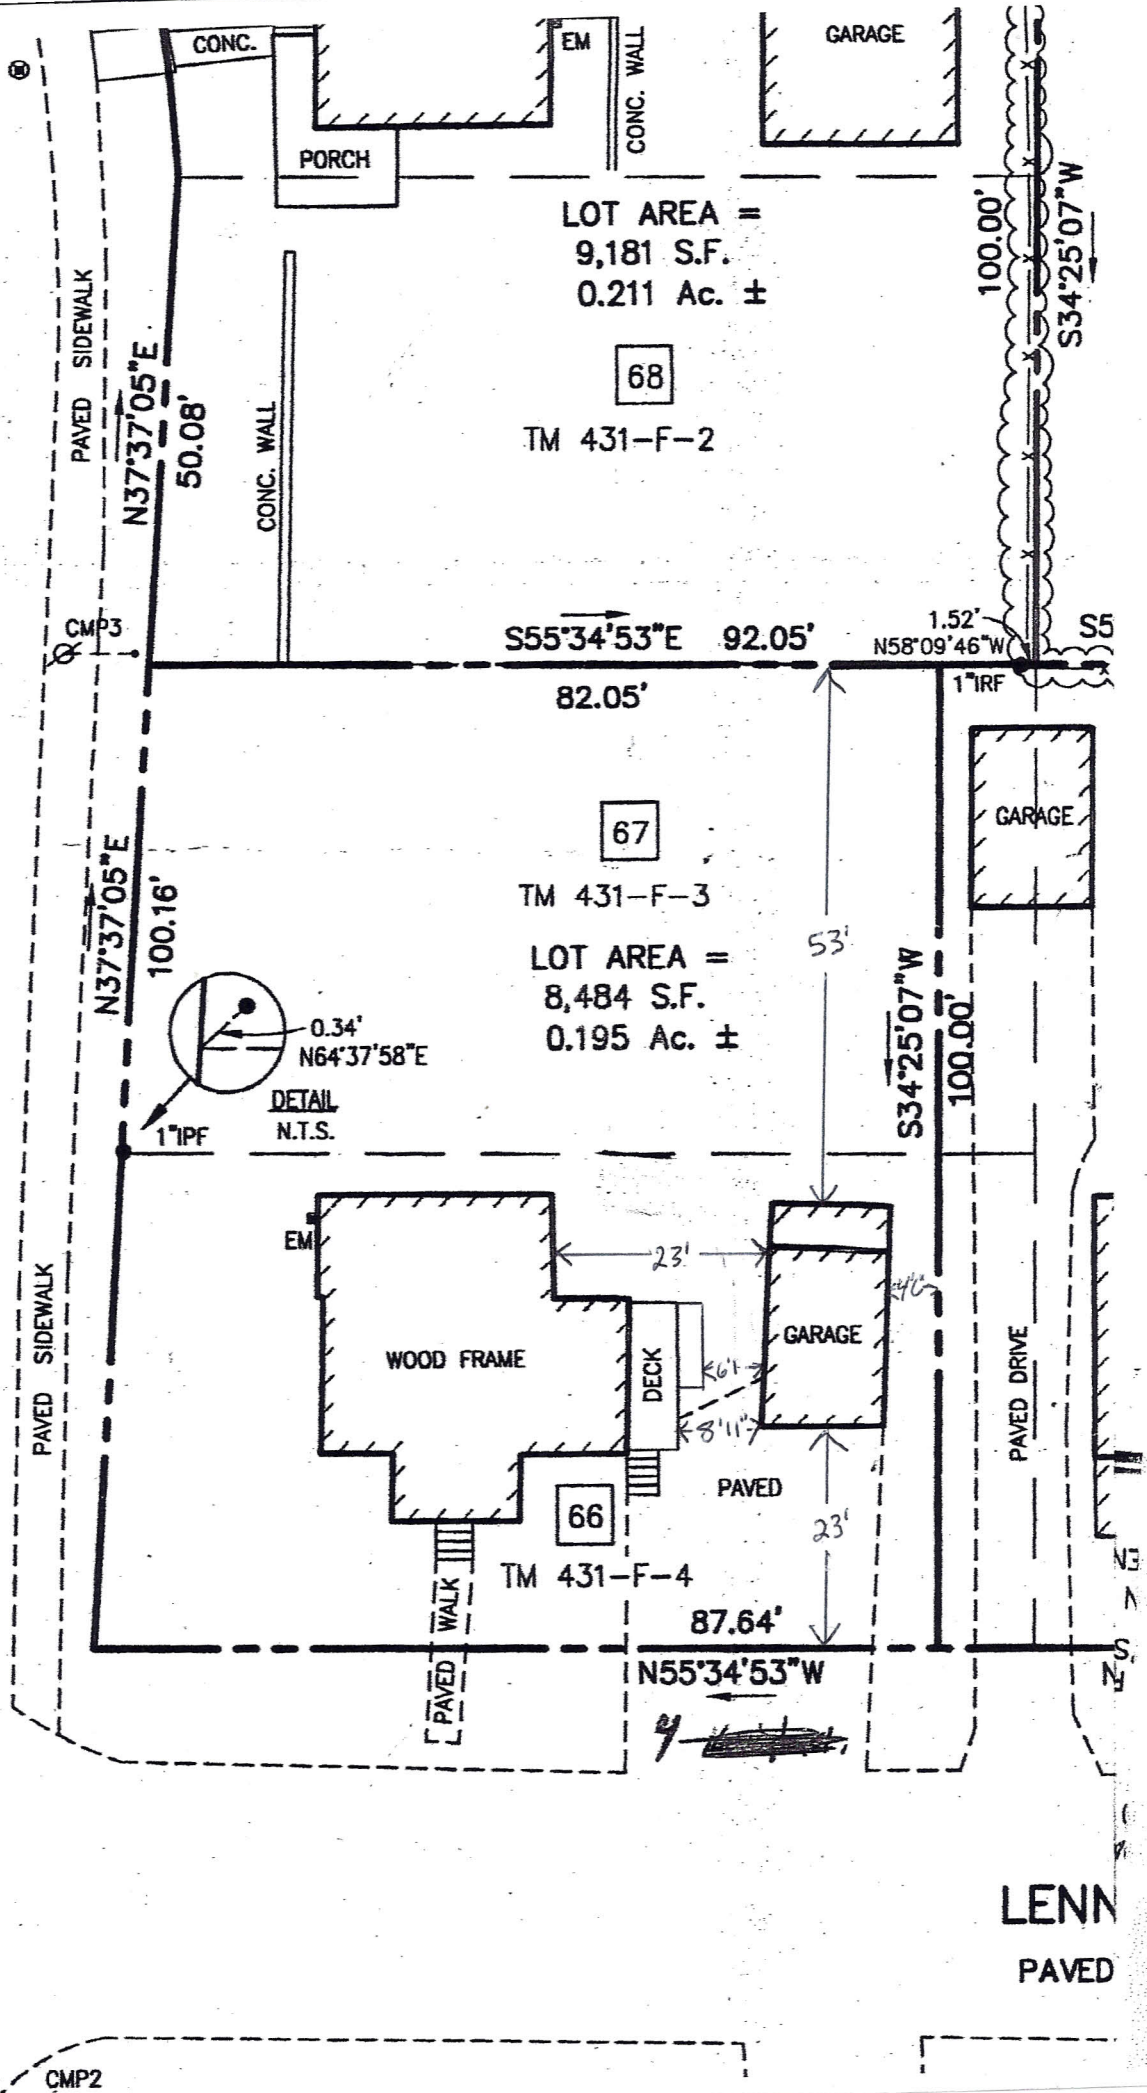 CONC.
EM
CONC. WALL
GARAGE
PORCH
LOT AREA =
9,181 S.F.
0.211 Ac. ±
100.00'
S34°25'07"W
PAVED SIDEWALK
N37°37'05"E
50.08'
CONC. WALL
68
TM 431-F-2
CMP3
S55°34'53"E 92.05'
1.52'
N58°09'46"W
S5
82.05'
1"IRF
GARAGE
67
TM 431-F-3
53'
N37°37'05"E
100.16'
LOT AREA =
8,484 S.F.
0.195 Ac. ±
S34°25'07"W
100.00'
0.34'
N64°37'58"E
DETAIL
N.T.S.
1"IPF
EM
23'
PAVED SIDEWALK
WOOD FRAME
DECK
GARAGE
PAVED DRIVE
8'11"
PAVED
66
23'
TM 431-F-4
PAVED WALK
87.64'
N55°34'53"W
LENN
PAVED
CMP2